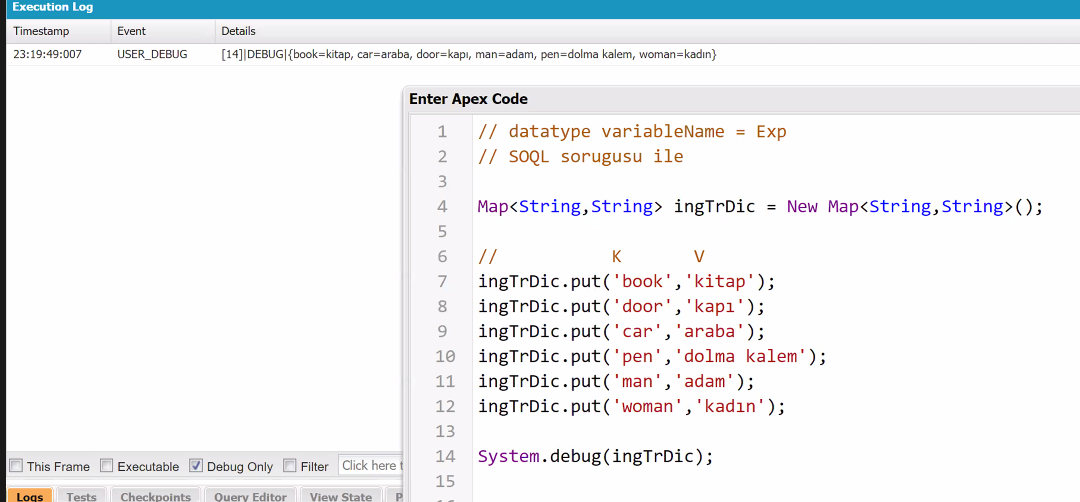 Execution Log
Timestamp Event Details
23:19:49:007 USER_DEBUG [14]|DEBUG|{book=kitap, car=araba, door=kapı, man=adam, pen=dolma kalem, woman=kadın}
Enter Apex Code
1 // datatype variableName = Exp
2 // SOQL sorugusu ile
3
4 Map<String,String> ingTrDic = New Map<String,String>();
5
6 // K V
7 ingTrDic.put('book','kitap');
8 ingTrDic.put('door','kapı');
9 ingTrDic.put('car','araba');
10 ingTrDic.put('pen','dolma kalem');
11 ingTrDic.put('man','adam');
12 ingTrDic.put('woman','kadın');
13
14 System.debug(ingTrDic);
15
This Frame Executable Debug Only Filter Click here t
Logs Tests Checkpoints Query Editor View State P